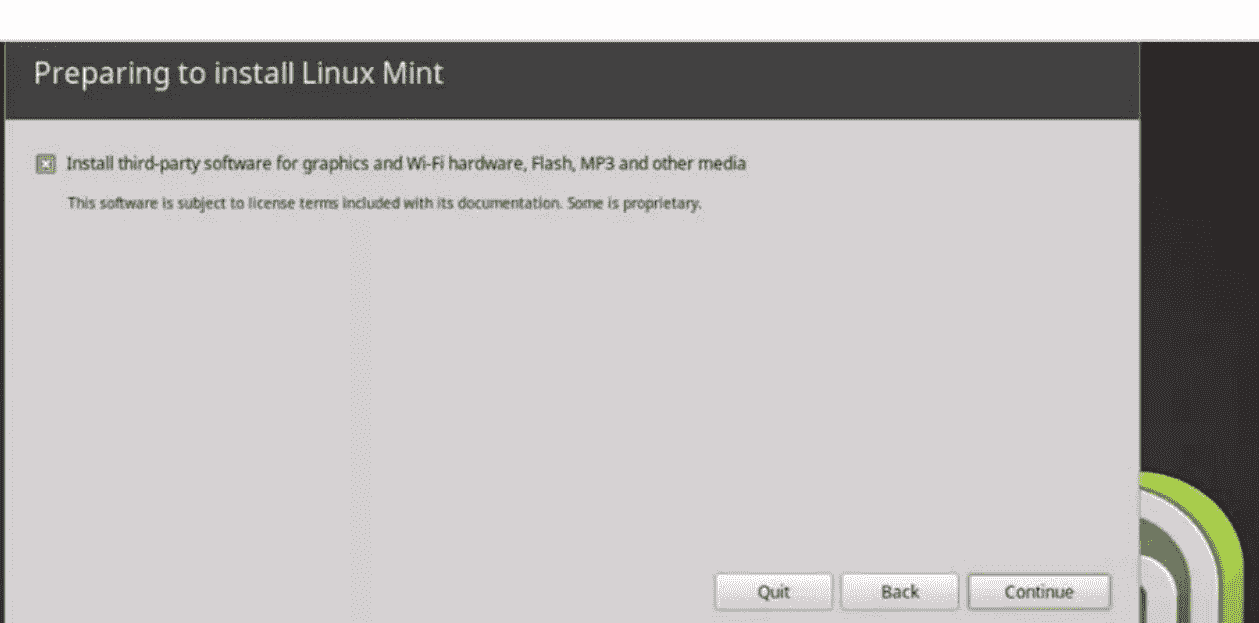 Preparing to install Linux Mint
Install third-party software for graphics and Wi-Fi hardware, Flash, MP3 and other media
This software is subject to license terms included with its documentation. Some is proprietary.
Quit Back Continue